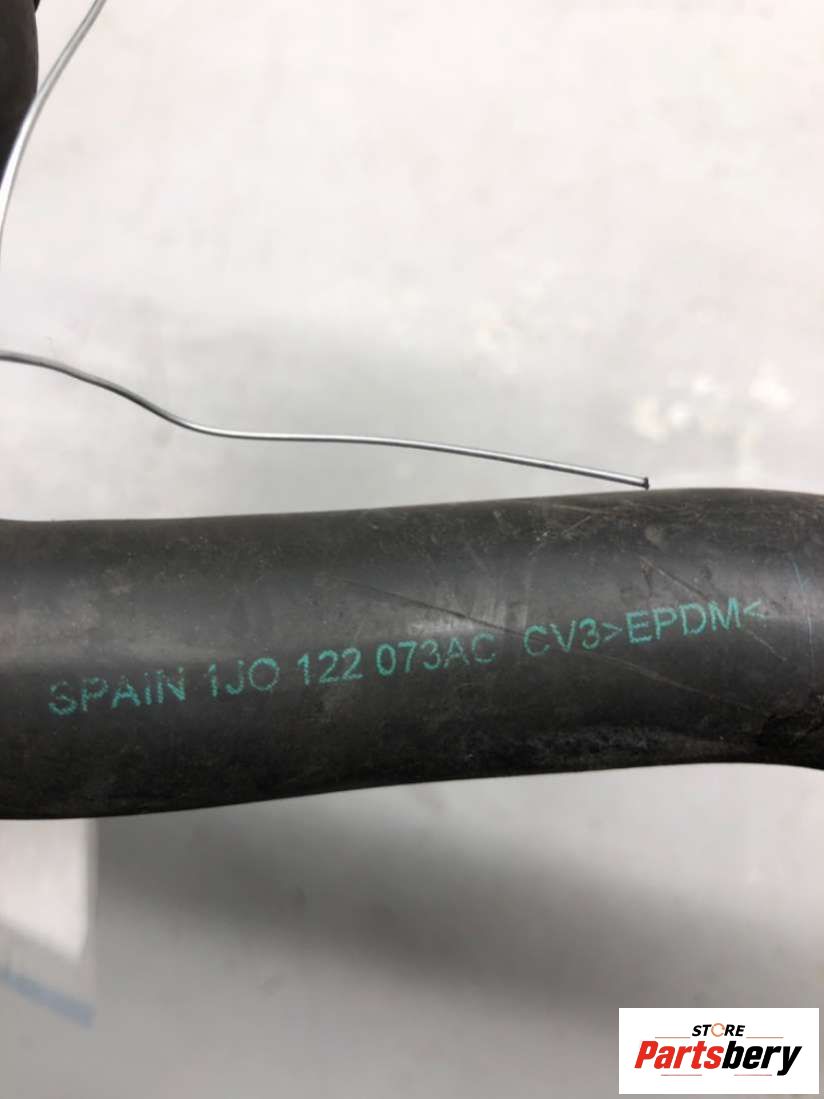 SPAIN 1JO 122 073AC CV3>EPDM<
STORE
Partsbery